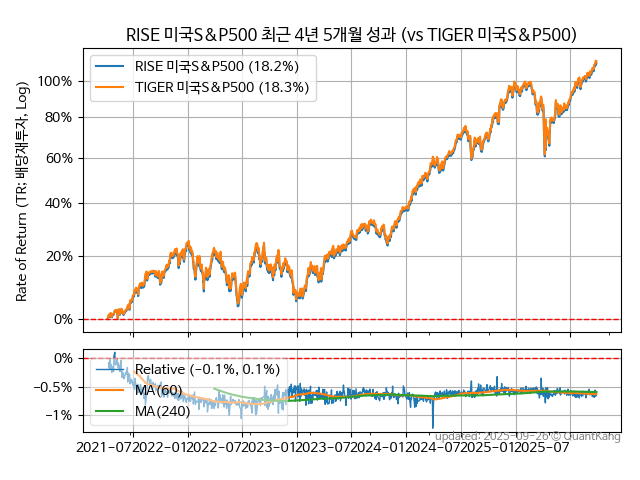 RISE 미국S&P500 최근 4년 5개월 성과 (vs TIGER 미국S&P500)
Rate of Return (TR: 배당재투자, Log)
RISE 미국S&P500 (18.2%)
TIGER 미국S&P500 (18.3%)
100%
80%
60%
40%
20%
0%
Relative (−0.1%, 0.1%)
MA(60)
MA(240)
0%
−0.5%
−1%
2021-07
2022-01
2022-07
2023-01
2023-07
2024-01
2024-07
2025-01
2025-07
updated: 2025-09-26 © QuantKang